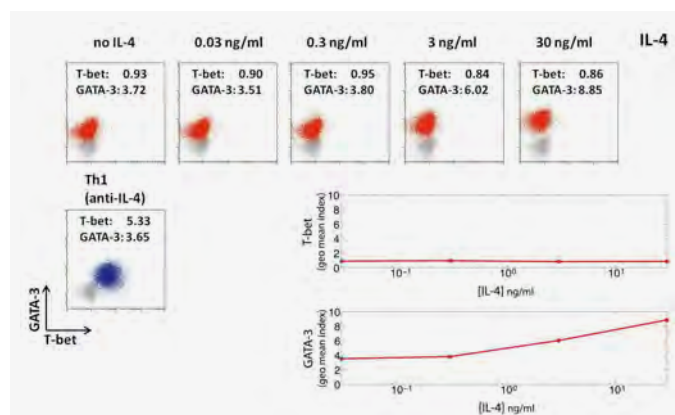 no IL-4 0.03 ng/ml 0.3 ng/ml 3 ng/ml 30 ng/ml IL-4
T-bet: 0.93 T-bet: 0.90 T-bet: 0.95 T-bet: 0.84 T-bet: 0.86
GATA-3: 3.72 GATA-3: 3.51 GATA-3: 3.80 GATA-3: 6.02 GATA-3: 8.85
Th1
(anti-IL-4)
T-bet: 5.33
GATA-3: 3.65
GATA-3
T-bet
T-bet
(geo mean index)
10
8
6
4
2
0
10⁻¹ 10⁰ 10¹
[IL-4] ng/ml
GATA-3
(geo mean index)
10
8
6
4
2
0
10⁻¹ 10⁰ 10¹
[IL-4] ng/ml